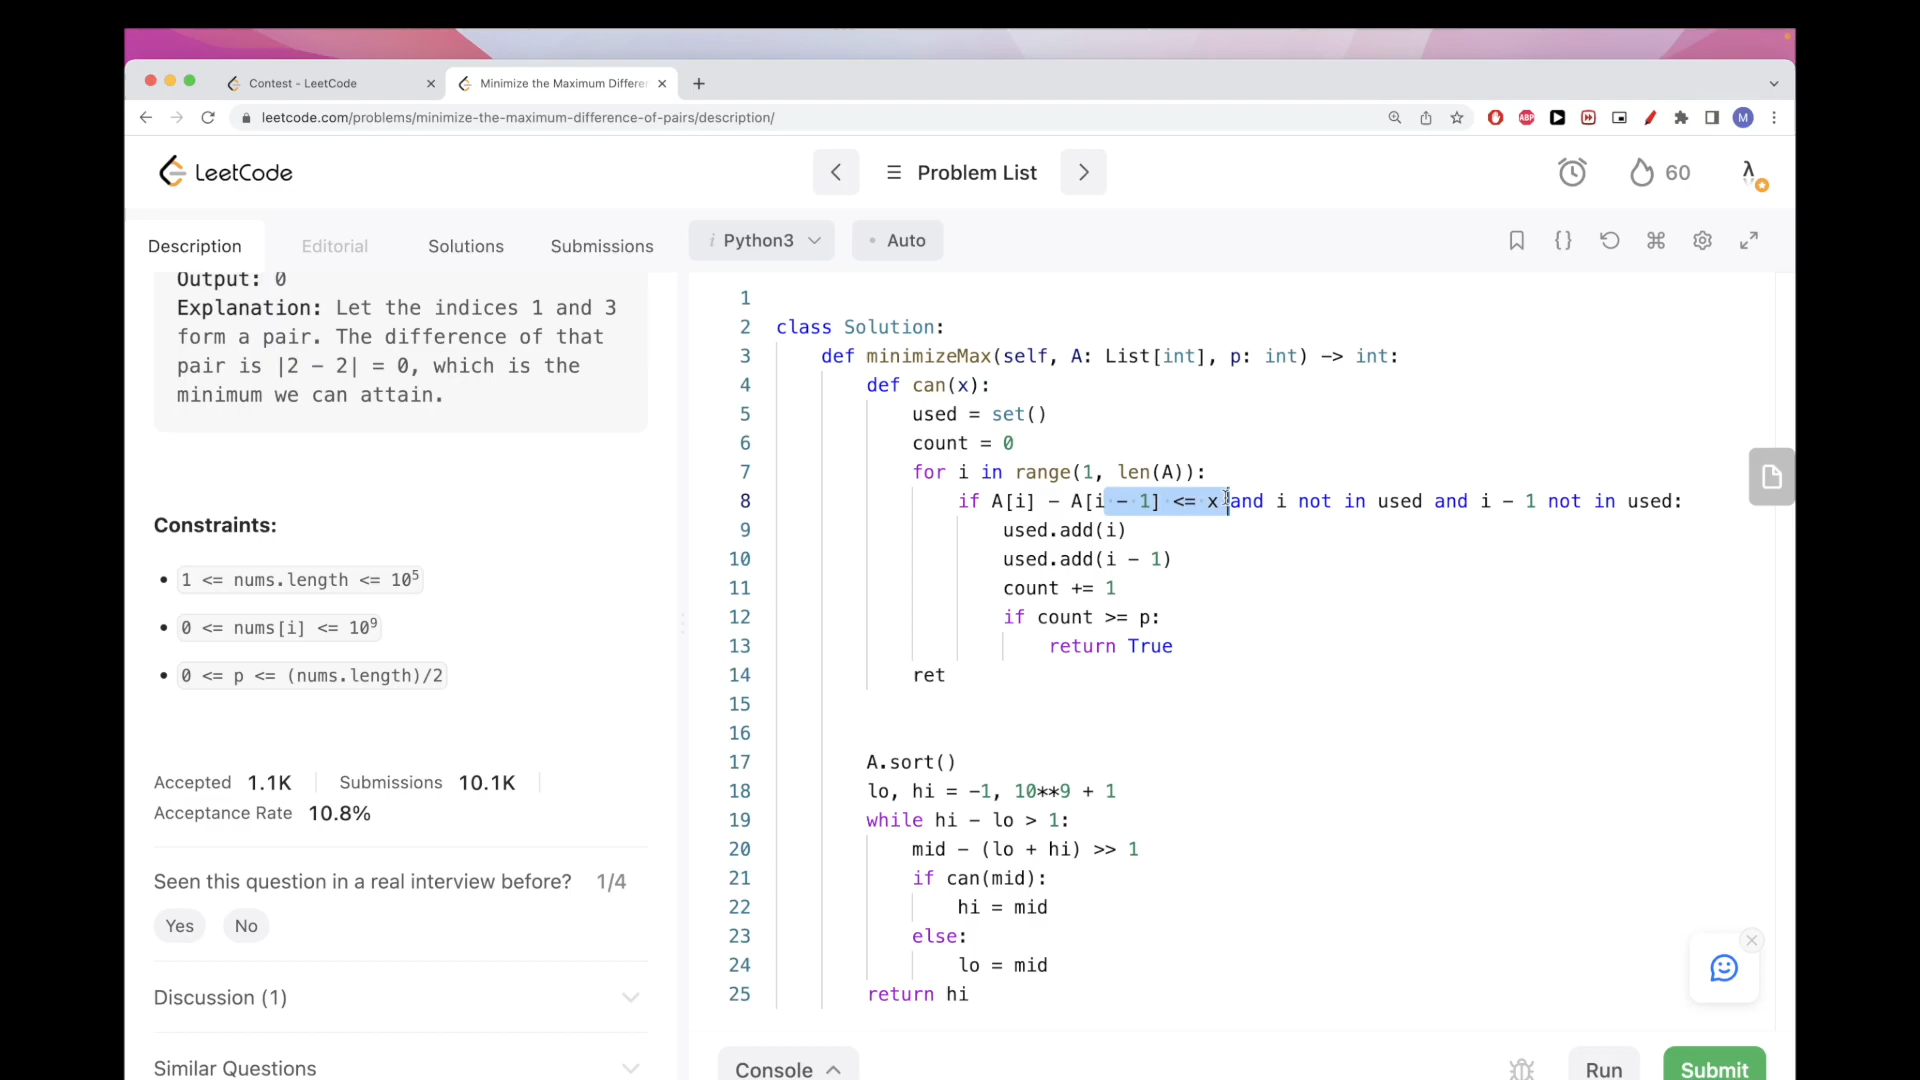 Contest - LeetCode
Minimize the Maximum Differe
leetcode.com/problems/minimize-the-maximum-difference-of-pairs/description/
ABP
M
LeetCode
Problem List
60
Description
Editorial
Solutions
Submissions
i Python3
• Auto
Output: 0
Explanation: Let the indices 1 and 3
form a pair. The difference of that
pair is |2 - 2| = 0, which is the
minimum we can attain.
Constraints:
• 1 <= nums.length <= 10⁵
• 0 <= nums[i] <= 10⁹
• 0 <= p <= (nums.length)/2
Accepted 1.1K
Submissions 10.1K
Acceptance Rate 10.8%
Seen this question in a real interview before? 1/4
Yes
No
Discussion (1)
Similar Questions
1
2 class Solution:
3 def minimizeMax(self, A: List[int], p: int) -> int:
4 def can(x):
5 used = set()
6 count = 0
7 for i in range(1, len(A)):
8 if A[i] - A[i - 1] <= x and i not in used and i - 1 not in used:
9 used.add(i)
10 used.add(i - 1)
11 count += 1
12 if count >= p:
13 return True
14 ret
15
16
17 A.sort()
18 lo, hi = -1, 10**9 + 1
19 while hi - lo > 1:
20 mid - (lo + hi) >> 1
21 if can(mid):
22 hi = mid
23 else:
24 lo = mid
25 return hi
Console
Run
Submit